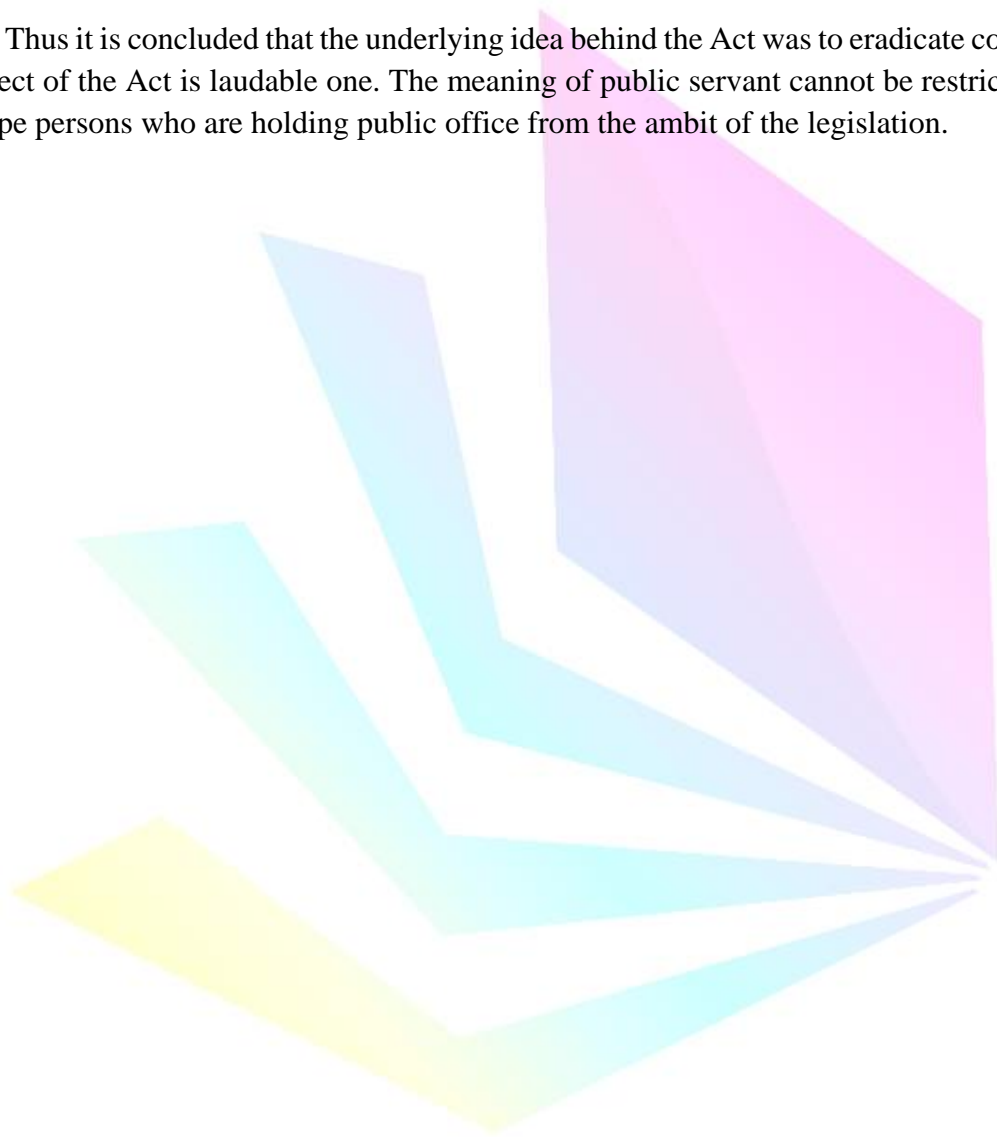 Thus it is concluded that the underlying idea behind the Act was to eradicate
ect of the Act is laudable one. The meaning of public servant cannot be
pe persons who are holding public office from the ambit of the legislation.